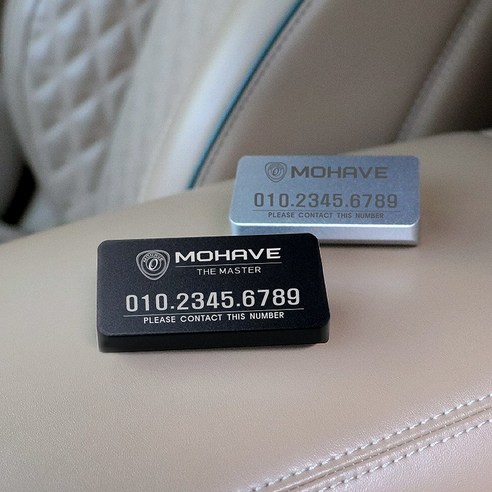 MOHAVE
010.2345.6789
PLEASE CONTACT THIS NUMBER
MOHAVE
THE MASTER
010.2345.6789
PLEASE CONTACT THIS NUMBER